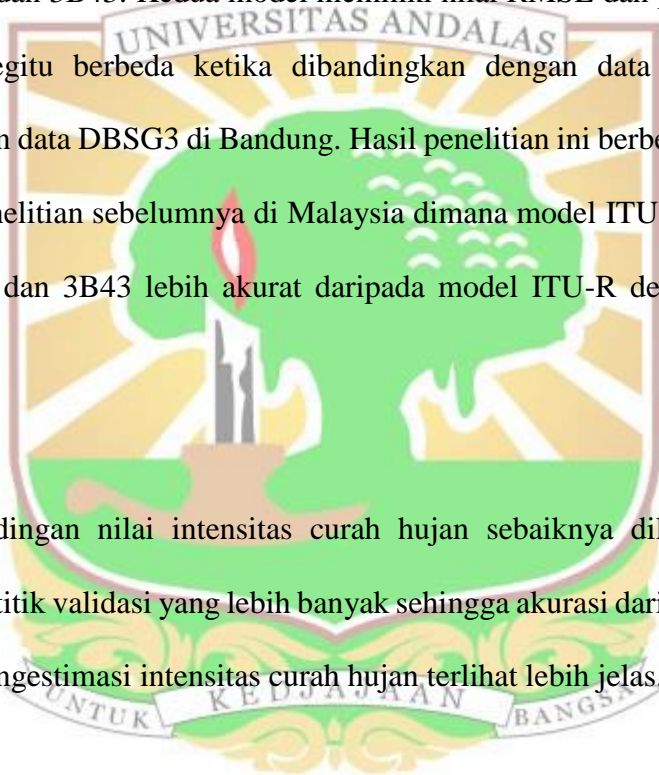 dan 3B43. Kedua model memiliki nilai RMSE dan
UNIVERSITAS ANDALAS
egitu berbeda ketika dibandingkan dengan data
n data DBSG3 di Bandung. Hasil penelitian ini berbe
nelitian sebelumnya di Malaysia dimana model ITU
dan 3B43 lebih akurat daripada model ITU-R de
dingan nilai intensitas curah hujan sebaiknya dil
titik validasi yang lebih banyak sehingga akurasi dari
ngestimasi intensitas curah hujan terlihat lebih jelas.
UNTUK KEDJAJAAN BANGSA